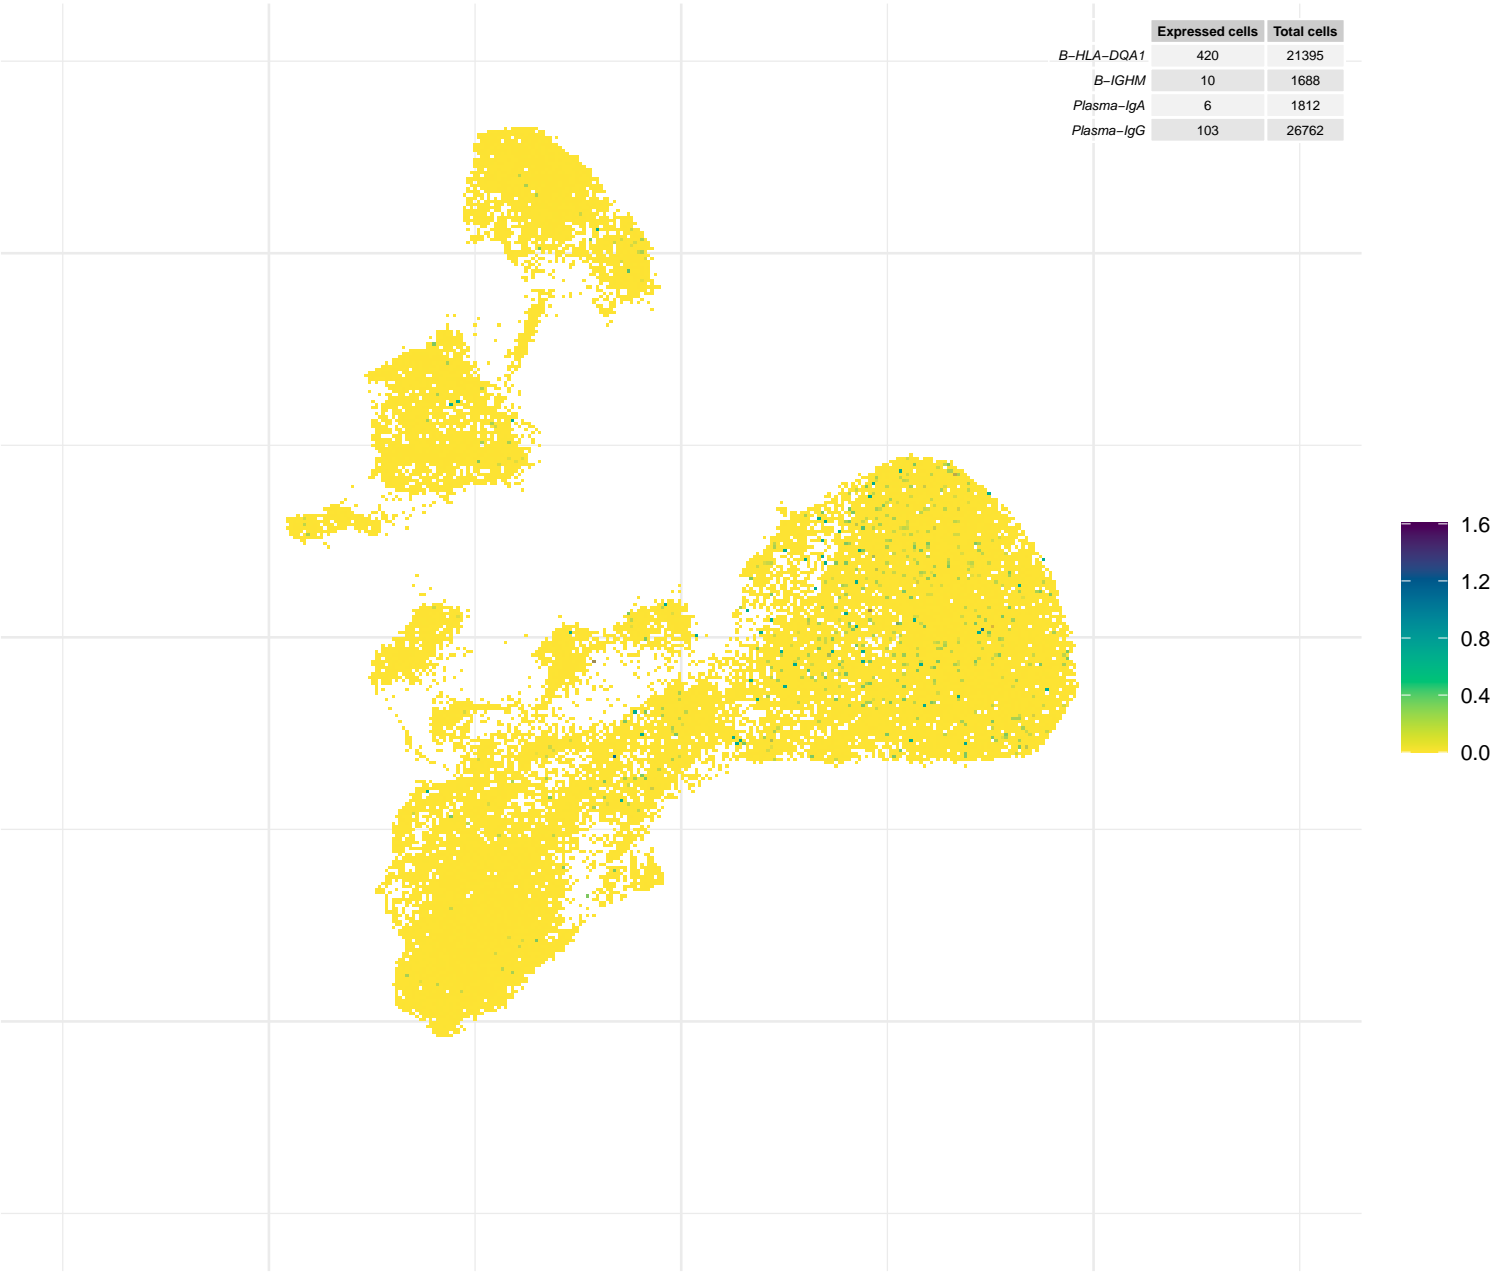 Expressed cells Total cells
B−HLA−DQA1 420 21395
B−IGHM 10 1688
Plasma−IgA 6 1812
Plasma−IgG 103 26762
1.6
1.2
0.8
0.4
0.0